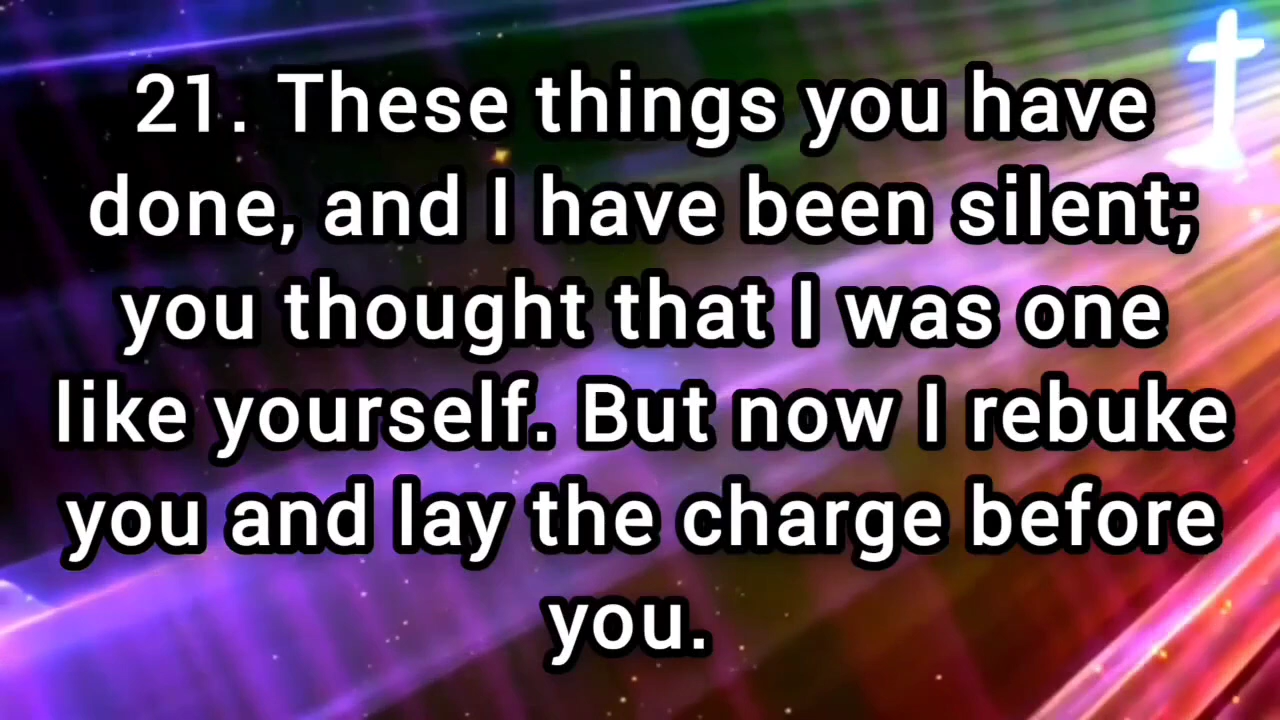 21. These things you have
done, and I have been silent;
you thought that I was one
like yourself. But now I rebuke
you and lay the charge before
you.